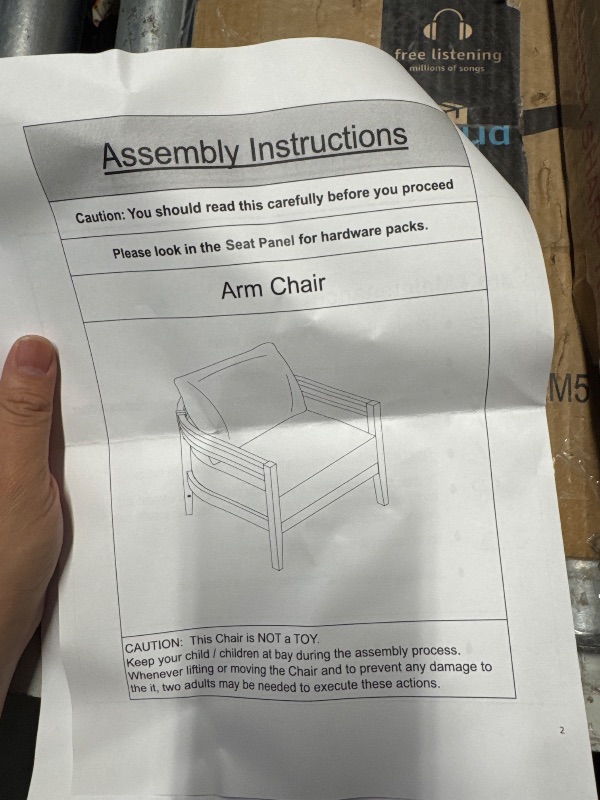 free listening
millions of songs
Assembly Instructions
Caution: You should read this carefully before you proceed
Please look in the Seat Panel for hardware packs.
Arm Chair
M5
CAUTION: This Chair is NOT a TOY.
Keep your child / children at bay during the assembly process.
Whenever lifting or moving the Chair and to prevent any damage to
the it, two adults may be needed to execute these actions.
2